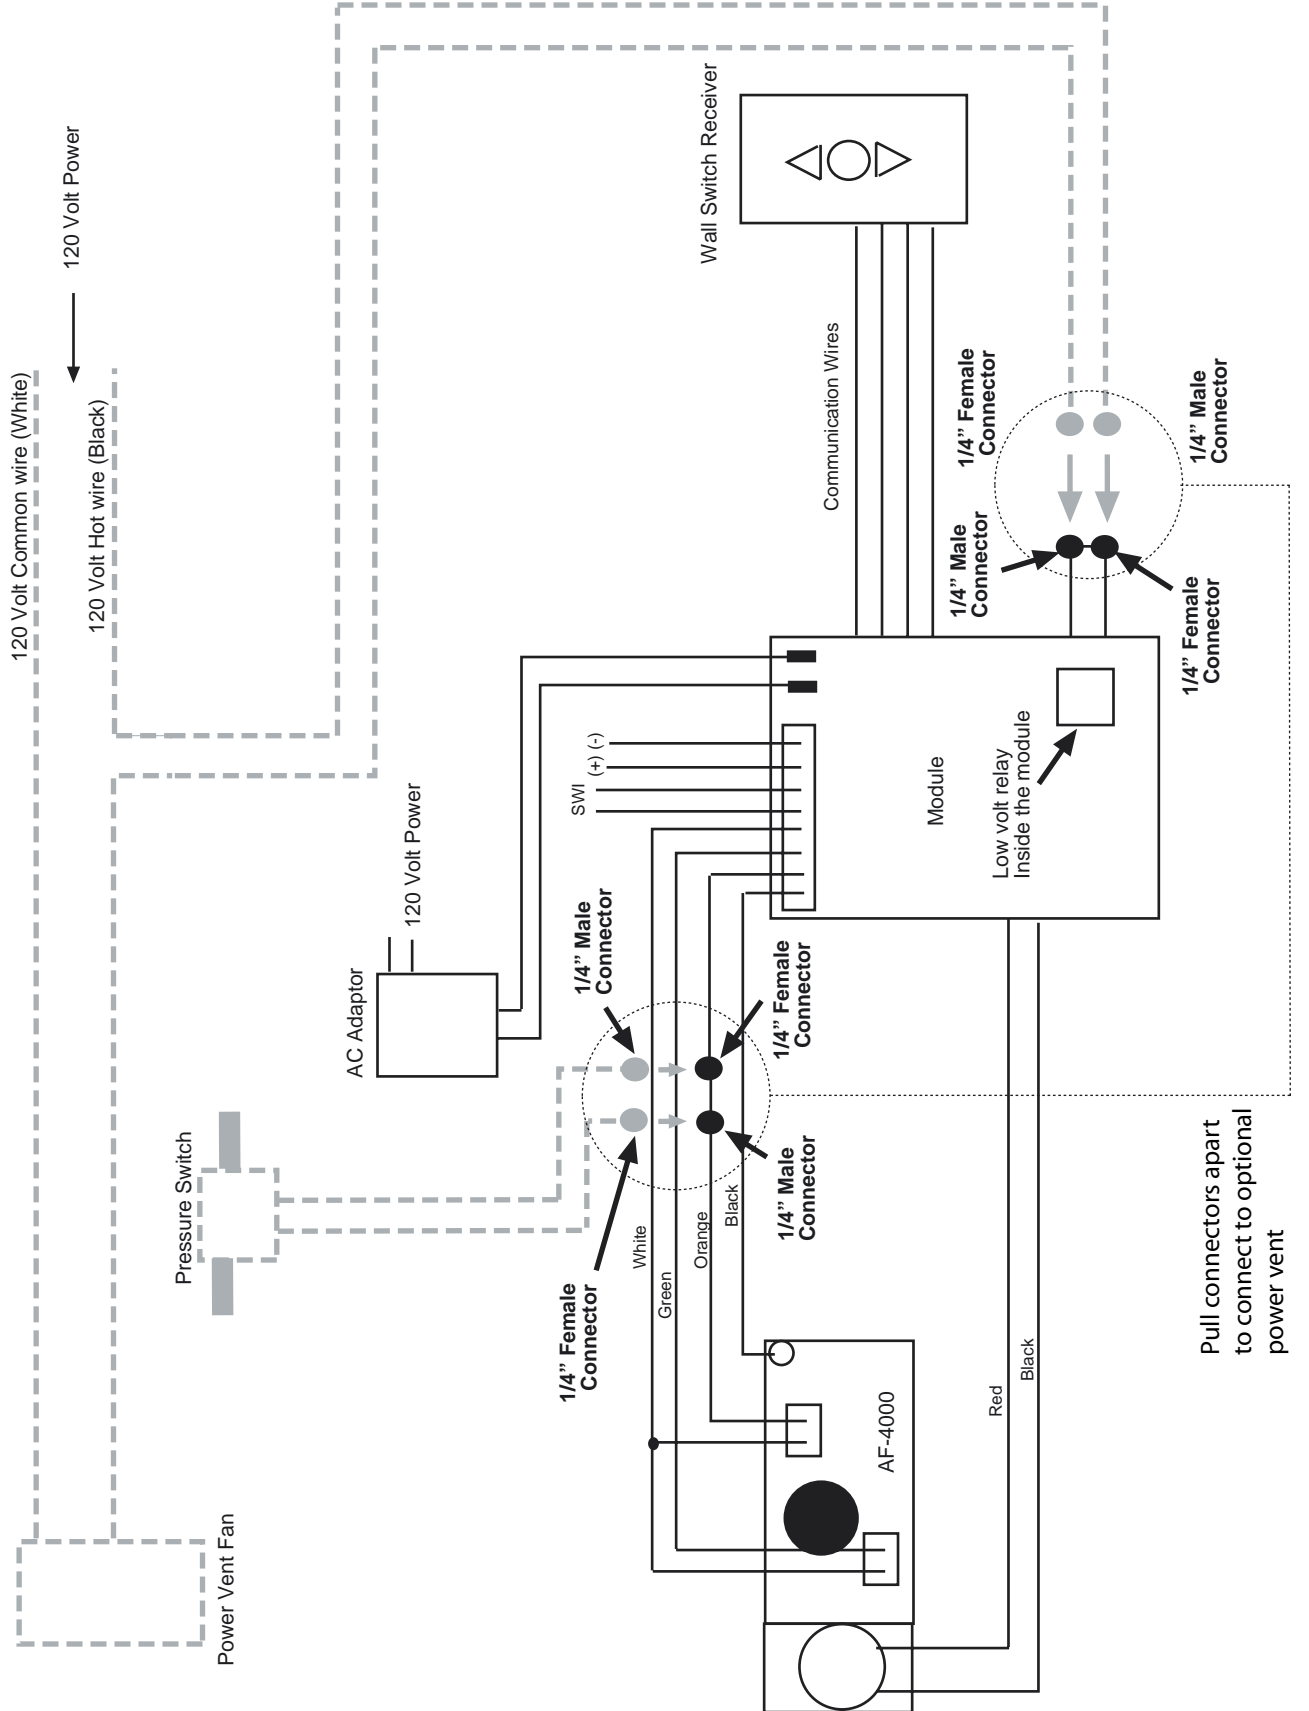 120 Volt Common wire (White)
120 Volt Power
120 Volt Hot wire (Black)
Power Vent Fan
Pressure Switch
AC Adaptor
120 Volt Power
Wall Switch Receiver
Communication Wires
SWI
(+)
(-)
1/4” Male
Connector
1/4” Female
Connector
1/4” Female
Connector
1/4” Male
Connector
White
Green
Orange
Black
AF-4000
Module
Low volt relay
Inside the module
Red
Black
1/4” Female
Connector
1/4” Male
Connector
1/4” Male
Connector
1/4” Female
Connector
Pull connectors apart
to connect to optional
power vent